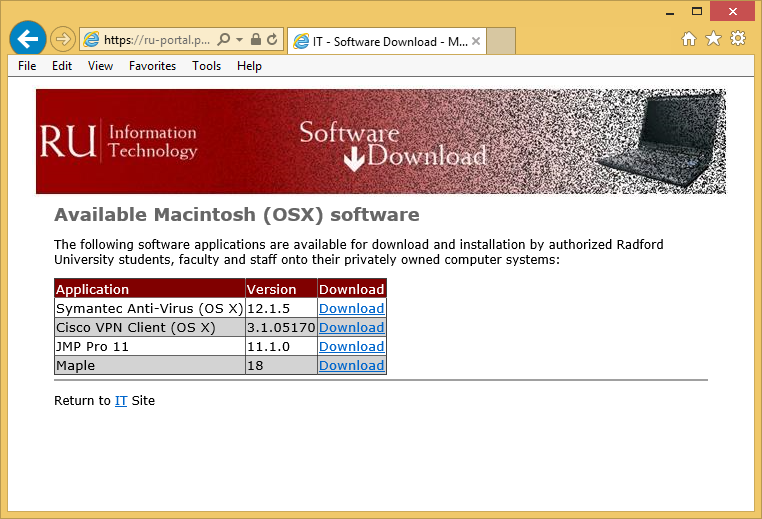 https://ru-portal.p...
IT - Software Download - M...
File Edit View Favorites Tools Help
RU Information Technology
Software Download
Available Macintosh (OSX) software
The following software applications are available for download and installation by authorized Radford
University students, faculty and staff onto their privately owned computer systems:
Application Version Download
Symantec Anti-Virus (OS X) 12.1.5 Download
Cisco VPN Client (OS X) 3.1.05170 Download
JMP Pro 11 11.1.0 Download
Maple 18 Download
Return to IT Site